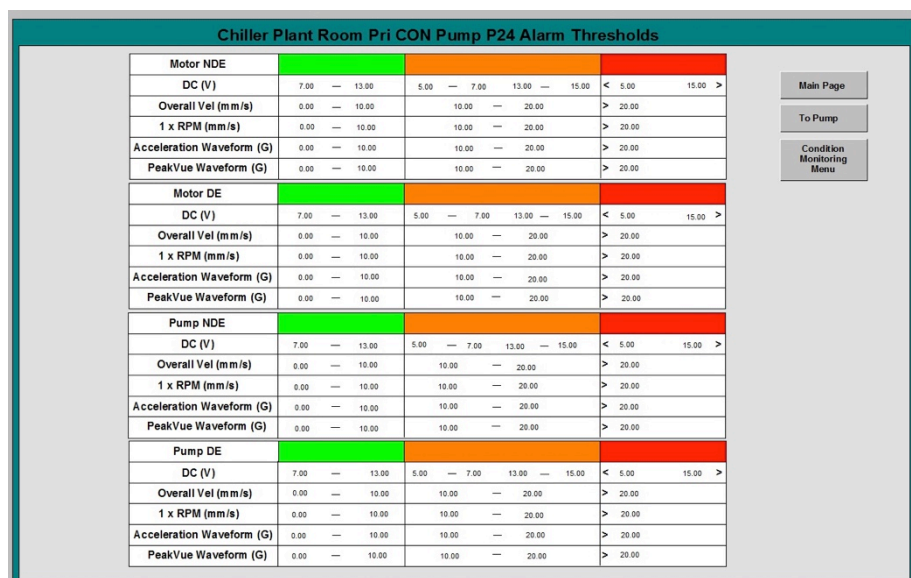 Chiller Plant Room Pri CON Pump P24 Alarm Thresholds
Motor NDE
DC (V) 7.00 — 13.00 5.00 — 7.00 13.00 — 15.00 < 5.00 15.00 >
Overall Vel (mm/s) 0.00 — 10.00 10.00 — 20.00 > 20.00
1 x RPM (mm/s) 0.00 — 10.00 10.00 — 20.00 > 20.00
Acceleration Waveform (G) 0.00 — 10.00 10.00 — 20.00 > 20.00
PeakVue Waveform (G) 0.00 — 10.00 10.00 — 20.00 > 20.00
Motor DE
DC (V) 7.00 — 13.00 5.00 — 7.00 13.00 — 15.00 < 5.00 15.00 >
Overall Vel (mm/s) 0.00 — 10.00 10.00 — 20.00 > 20.00
1 x RPM (mm/s) 0.00 — 10.00 10.00 — 20.00 > 20.00
Acceleration Waveform (G) 0.00 — 10.00 10.00 — 20.00 > 20.00
PeakVue Waveform (G) 0.00 — 10.00 10.00 — 20.00 > 20.00
Pump NDE
DC (V) 7.00 — 13.00 5.00 — 7.00 13.00 — 15.00 < 5.00 15.00 >
Overall Vel (mm/s) 0.00 — 10.00 10.00 — 20.00 > 20.00
1 x RPM (mm/s) 0.00 — 10.00 10.00 — 20.00 > 20.00
Acceleration Waveform (G) 0.00 — 10.00 10.00 — 20.00 > 20.00
PeakVue Waveform (G) 0.00 — 10.00 10.00 — 20.00 > 20.00
Pump DE
DC (V) 7.00 — 13.00 5.00 — 7.00 13.00 — 15.00 < 5.00 15.00 >
Overall Vel (mm/s) 0.00 — 10.00 10.00 — 20.00 > 20.00
1 x RPM (mm/s) 0.00 — 10.00 10.00 — 20.00 > 20.00
Acceleration Waveform (G) 0.00 — 10.00 10.00 — 20.00 > 20.00
PeakVue Waveform (G) 0.00 — 10.00 10.00 — 20.00 > 20.00
Main Page
To Pump
Condition
Monitoring
Menu